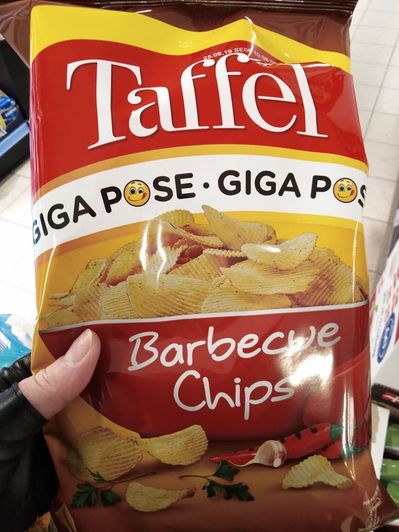 Taffel
GIGA POSE · GIGA POS
Barbecue
Chips